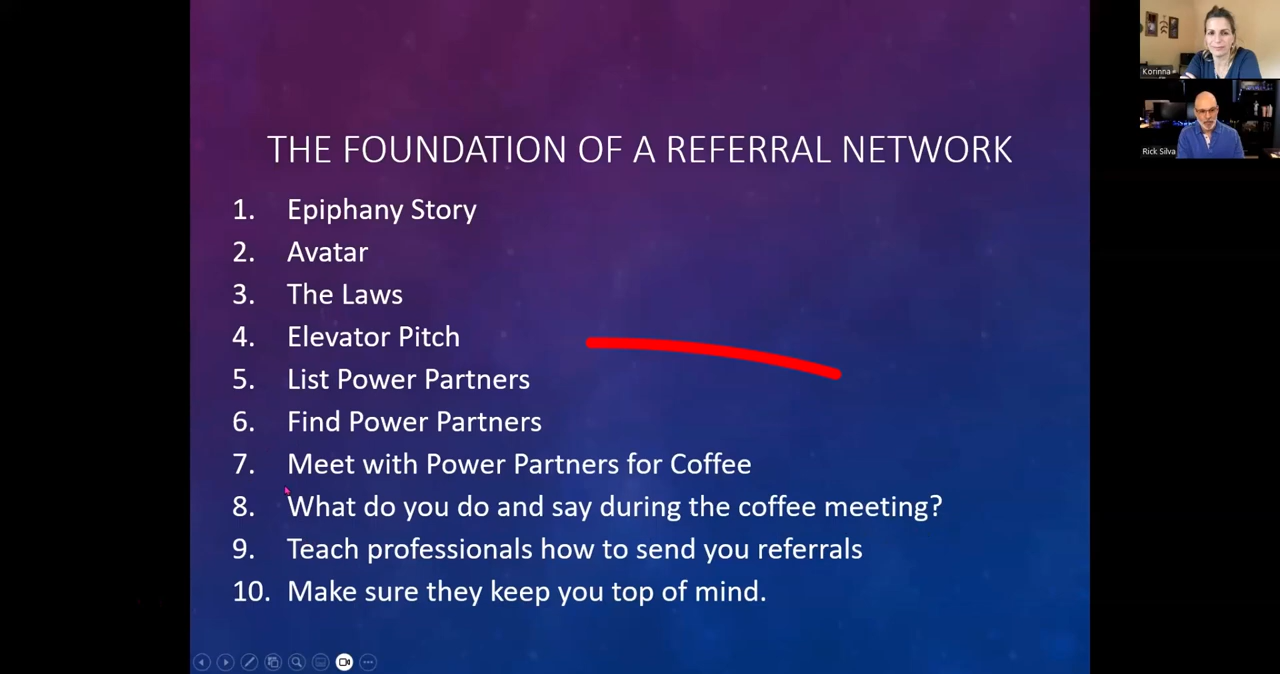 THE FOUNDATION OF A REFERRAL NETWORK
1. Epiphany Story
2. Avatar
3. The Laws
4. Elevator Pitch
5. List Power Partners
6. Find Power Partners
7. Meet with Power Partners for Coffee
8. What do you do and say during the coffee meeting?
9. Teach professionals how to send you referrals
10. Make sure they keep you top of mind.
Korinna
Rick Silva